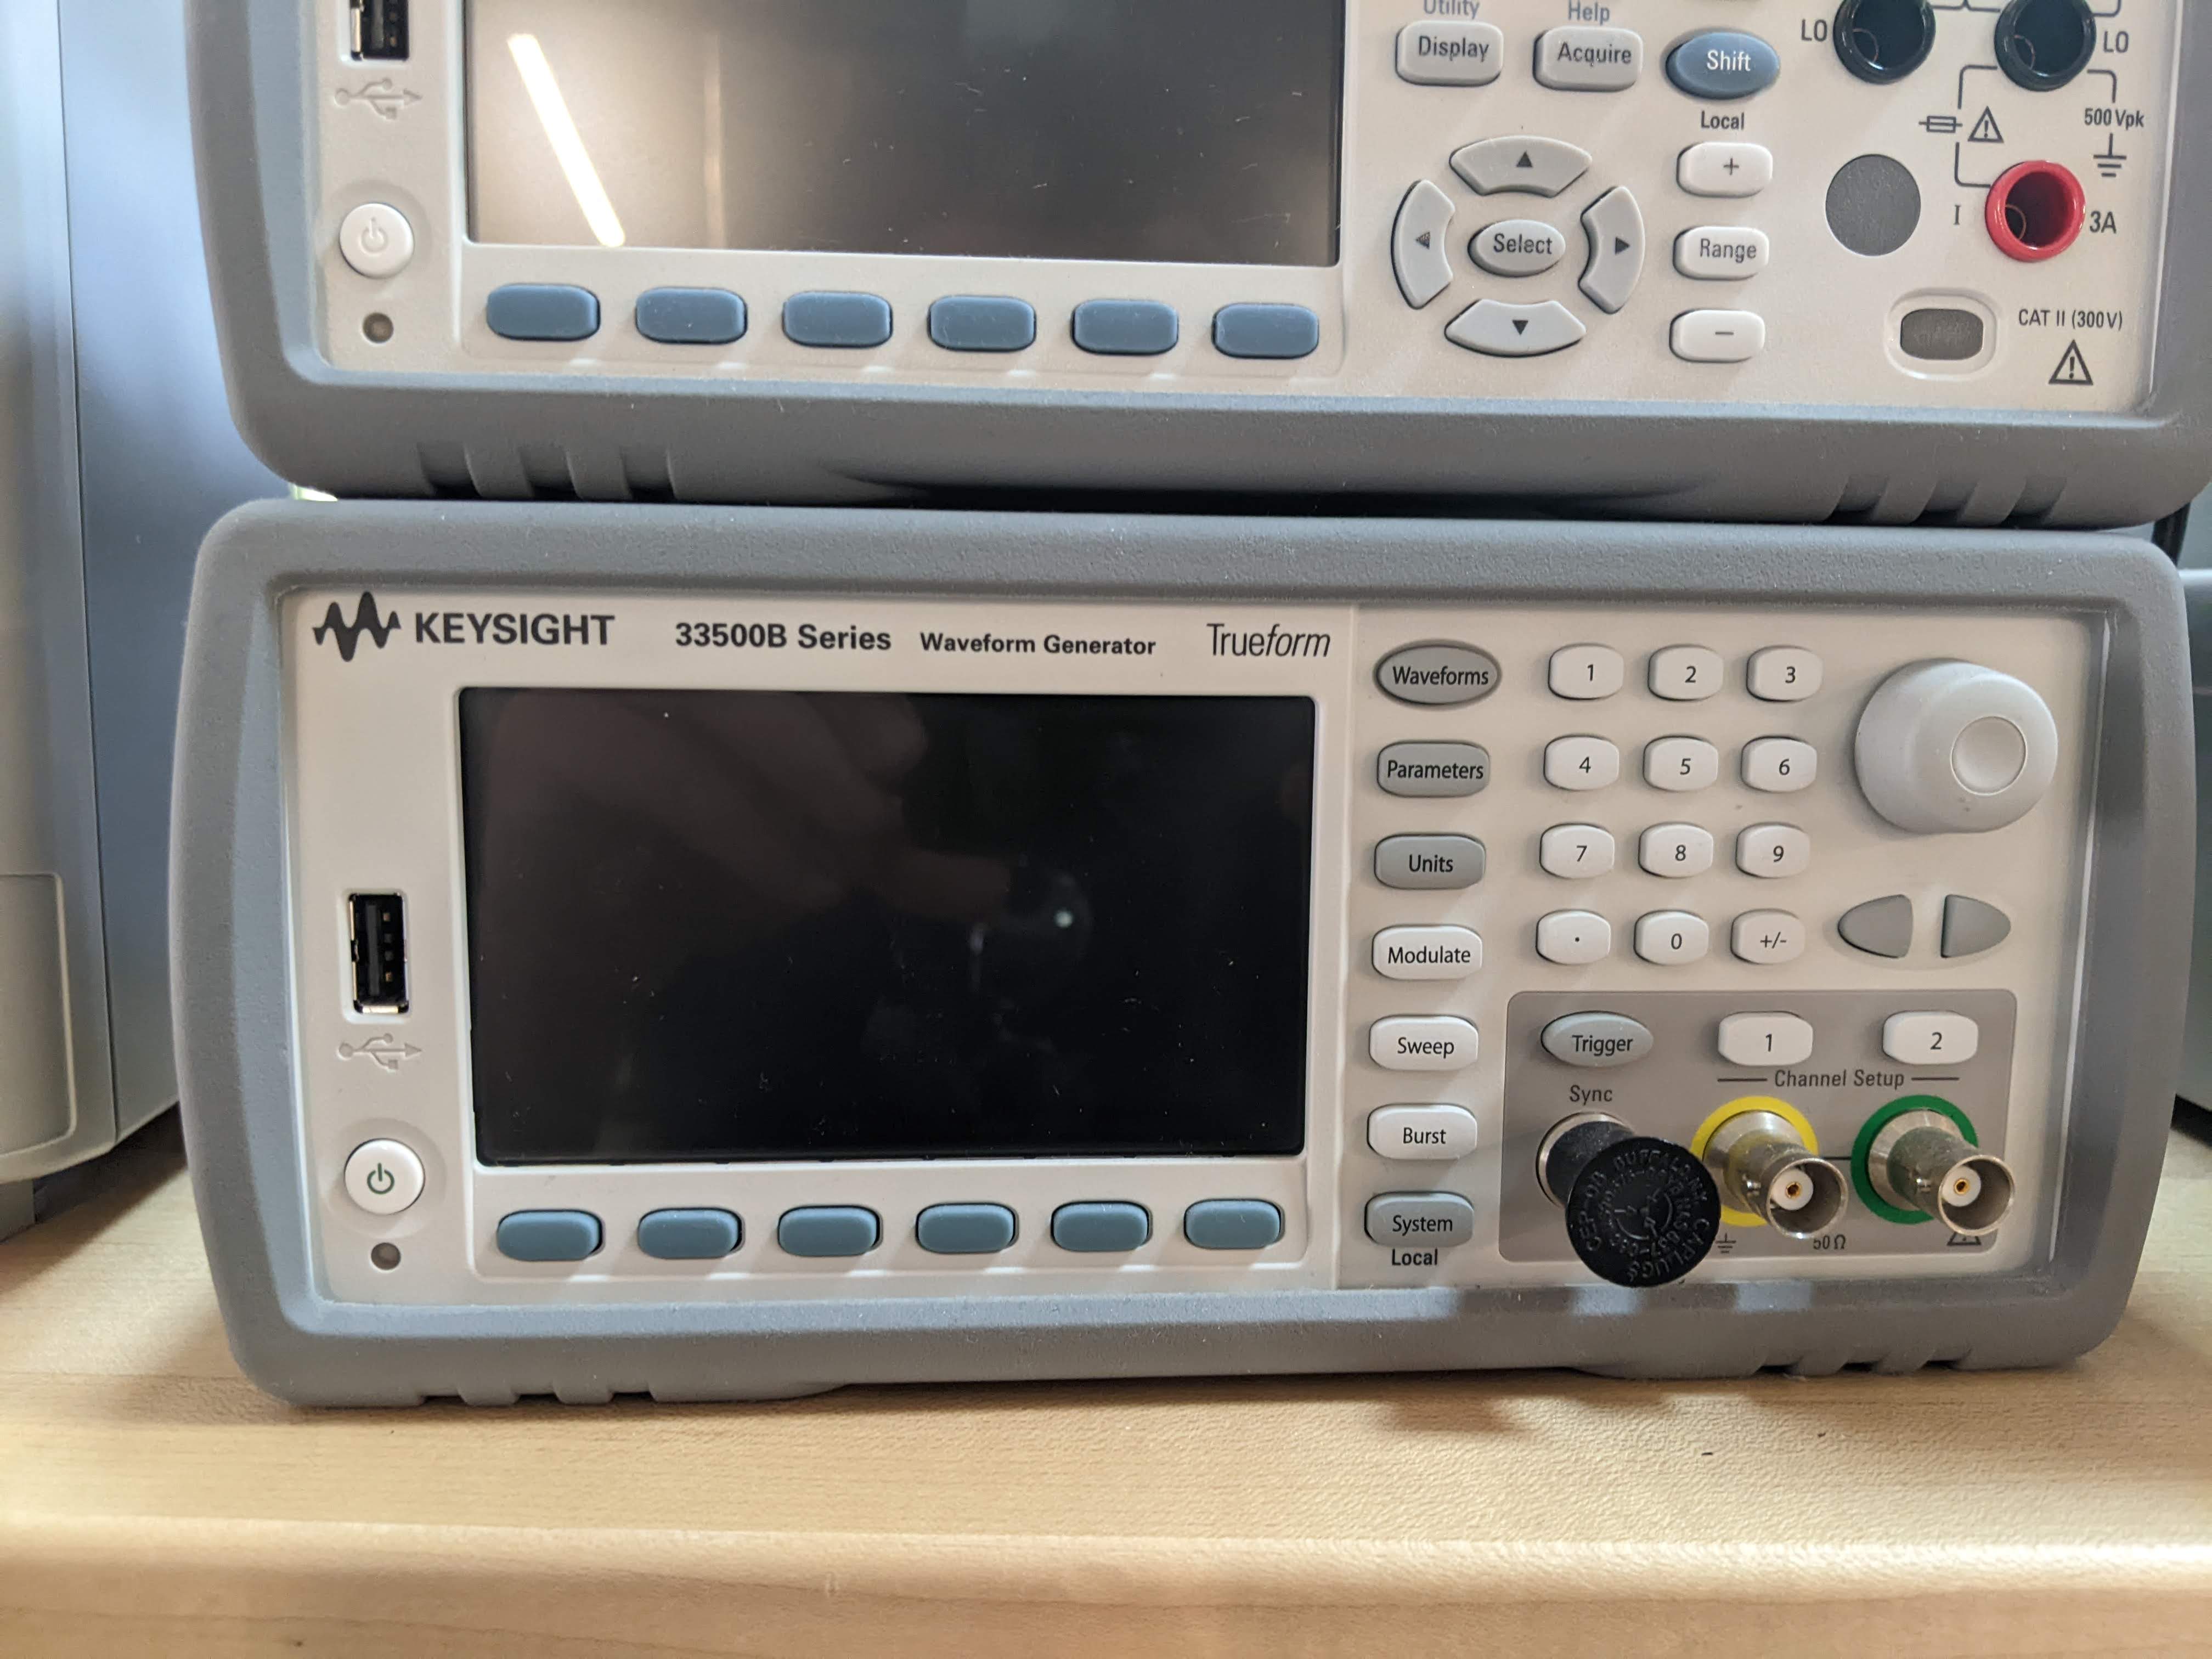 Utility
Help
Display
Acquire
Shift
Local
LO
LO
500 Vpk
+
Select
Range
−
I
3A
CAT II (300V)
KEYSIGHT
33500B Series Waveform Generator
Trueform
Waveforms
1 2 3
Parameters
4 5 6
Units
7 8 9
Modulate
. 0 +/-
Sweep
Trigger
1
2
Channel Setup
Sync
Burst
System
Local
50Ω
CAPLUGS